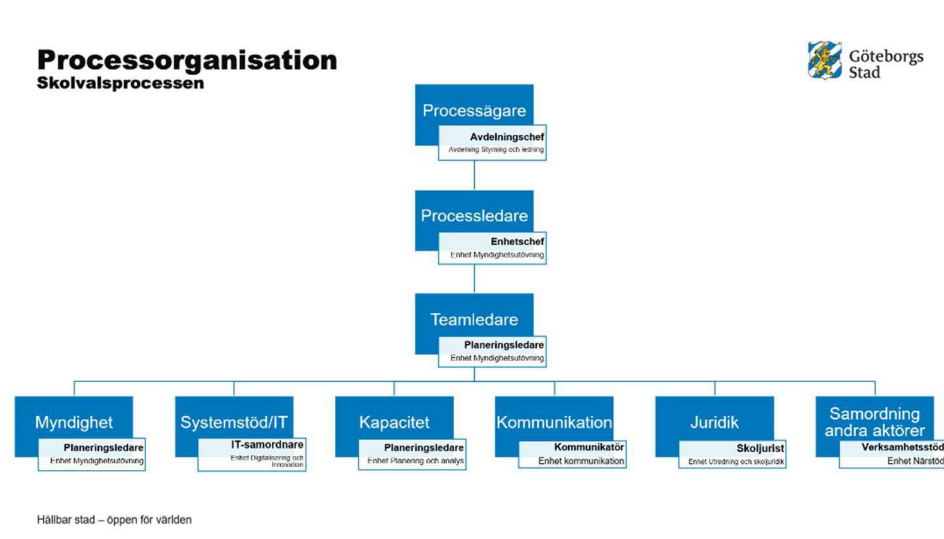 Processorganisation
Skolvalsprocessen
Göteborgs
Stad
Processägare
Avdelningschef
Avdelning Styrning och ledning
Processledare
Enhetschef
Enhet Myndighetsutövning
Teamledare
Planeringsledare
Enhet Myndighetsutövning
Myndighet
Planeringsledare
Enhet Myndighetsutövning
Systemstöd/IT
IT-samordnare
Enhet Digitalisering och
Innovation
Kapacitet
Planeringsledare
Enhet Planering och analys
Kommunikation
Kommunikatör
Enhet kommunikation
Juridik
Skoljurist
Enhet Utredning och skoljuridik
Samordning
andra aktörer
Verksamhetsstöd
Enhet Närstöd
Hållbar stad – öppen för världen